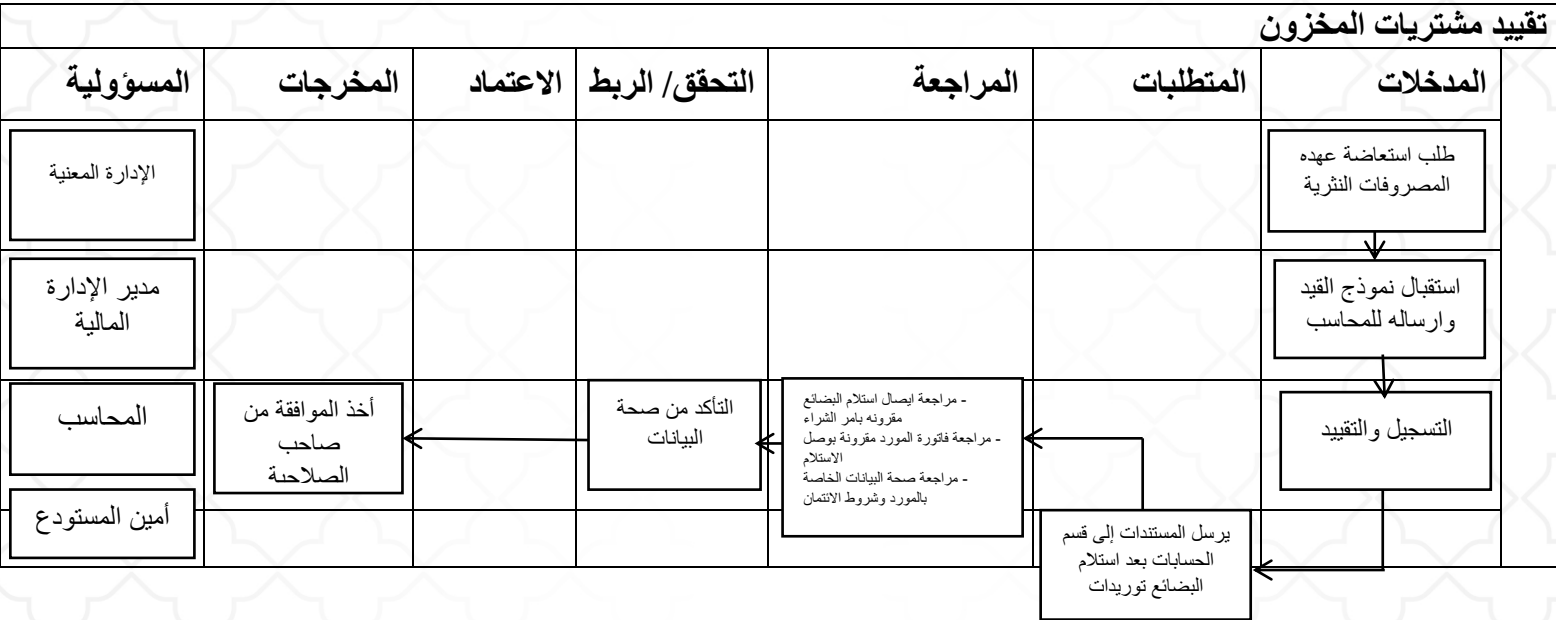 تقييد مشتريات المخزون
المدخلات
المتطلبات
المراجعة
التحقق/ الربط
الاعتماد
المخرجات
المسؤولية
طلب استعاضة عهده
المصروفات النثرية
الإدارة المعنية
استقبال نموذج القيد
وارساله للمحاسب
مدير الإدارة
المالية
التسجيل والتقييد
- مراجعة ايصال استلام البضائع
مقرونه بامر الشراء
- مراجعة فاتورة المورد مقرونة بوصل
الاستلام
- مراجعة صحة البيانات الخاصة
بالمورد وشروط الائتمان
التأكد من صحة
البيانات
أخذ الموافقة من
صاحب
الصلاحية
المحاسب
يرسل المستندات إلى قسم
الحسابات بعد استلام
البضائع توريدات
أمين المستودع